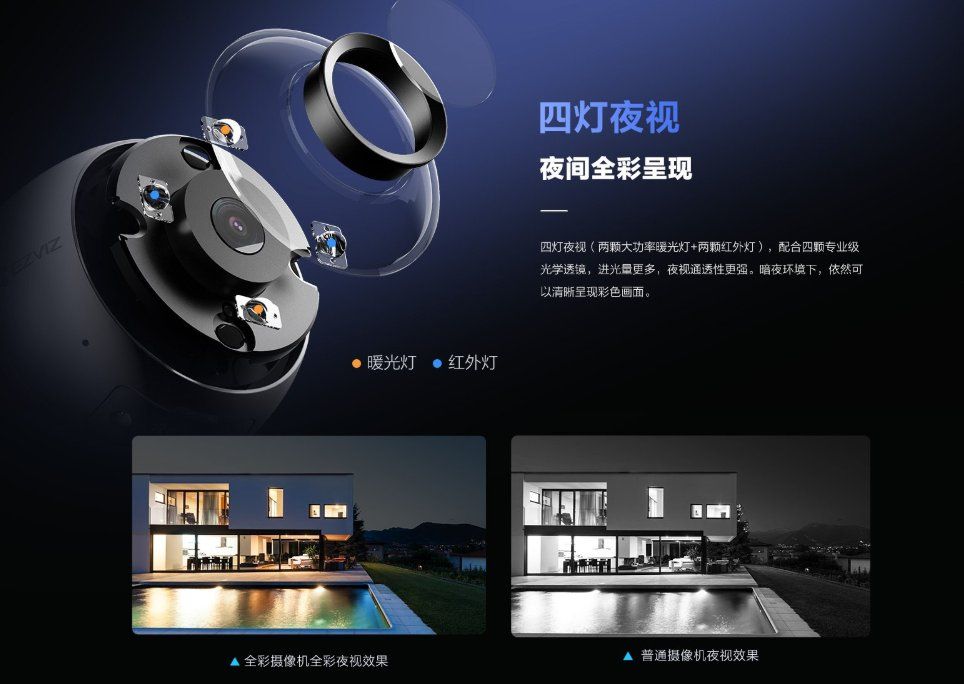 四灯夜视
夜间全彩呈现
EZVIZ
四灯夜视（两颗大功率暖光灯+两颗红外灯），配合四颗专业级
光学透镜，进光量更多，夜视通透性更强。暗夜环境下，依然可
以清晰呈现彩色画面。
暖光灯 红外灯
全彩摄像机全彩夜视效果
普通摄像机夜视效果